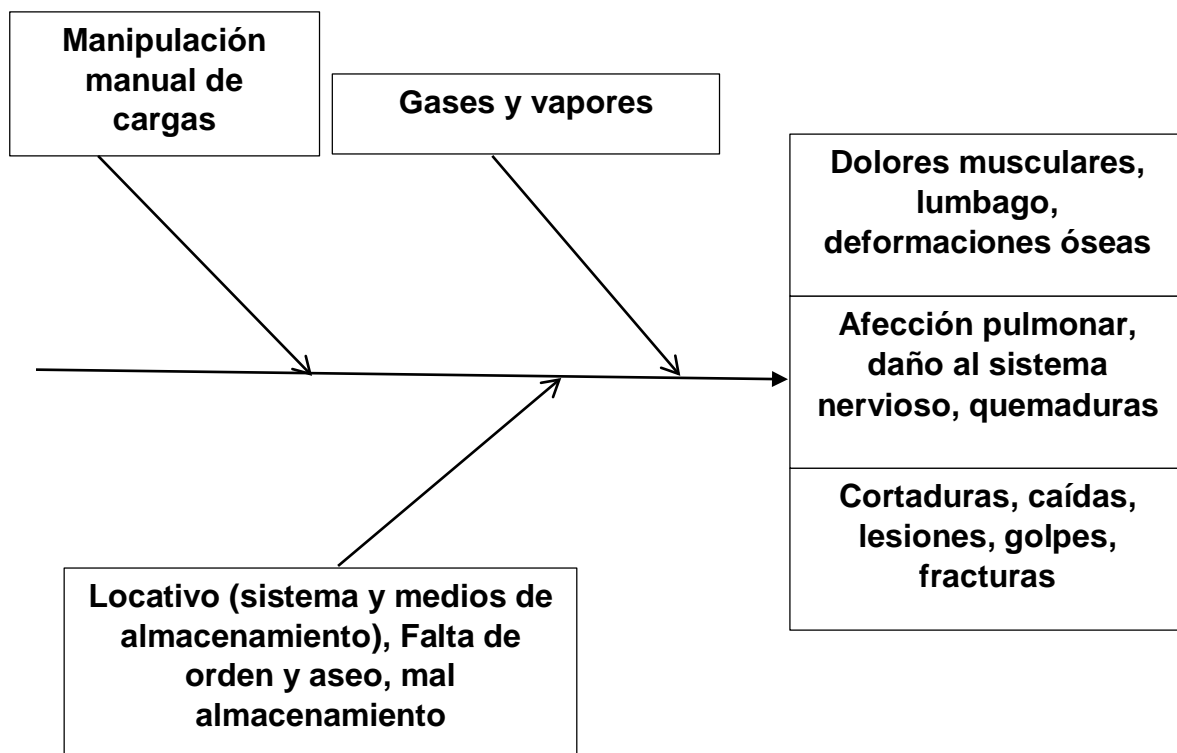 Manipulación
manual de
cargas
Gases y vapores
Dolores musculares,
lumbago,
deformaciones óseas
Afección pulmonar,
daño al sistema
nervioso, quemaduras
Cortaduras, caídas,
lesiones, golpes,
fracturas
Locativo (sistema y medios de
almacenamiento), Falta de
orden y aseo, mal
almacenamiento